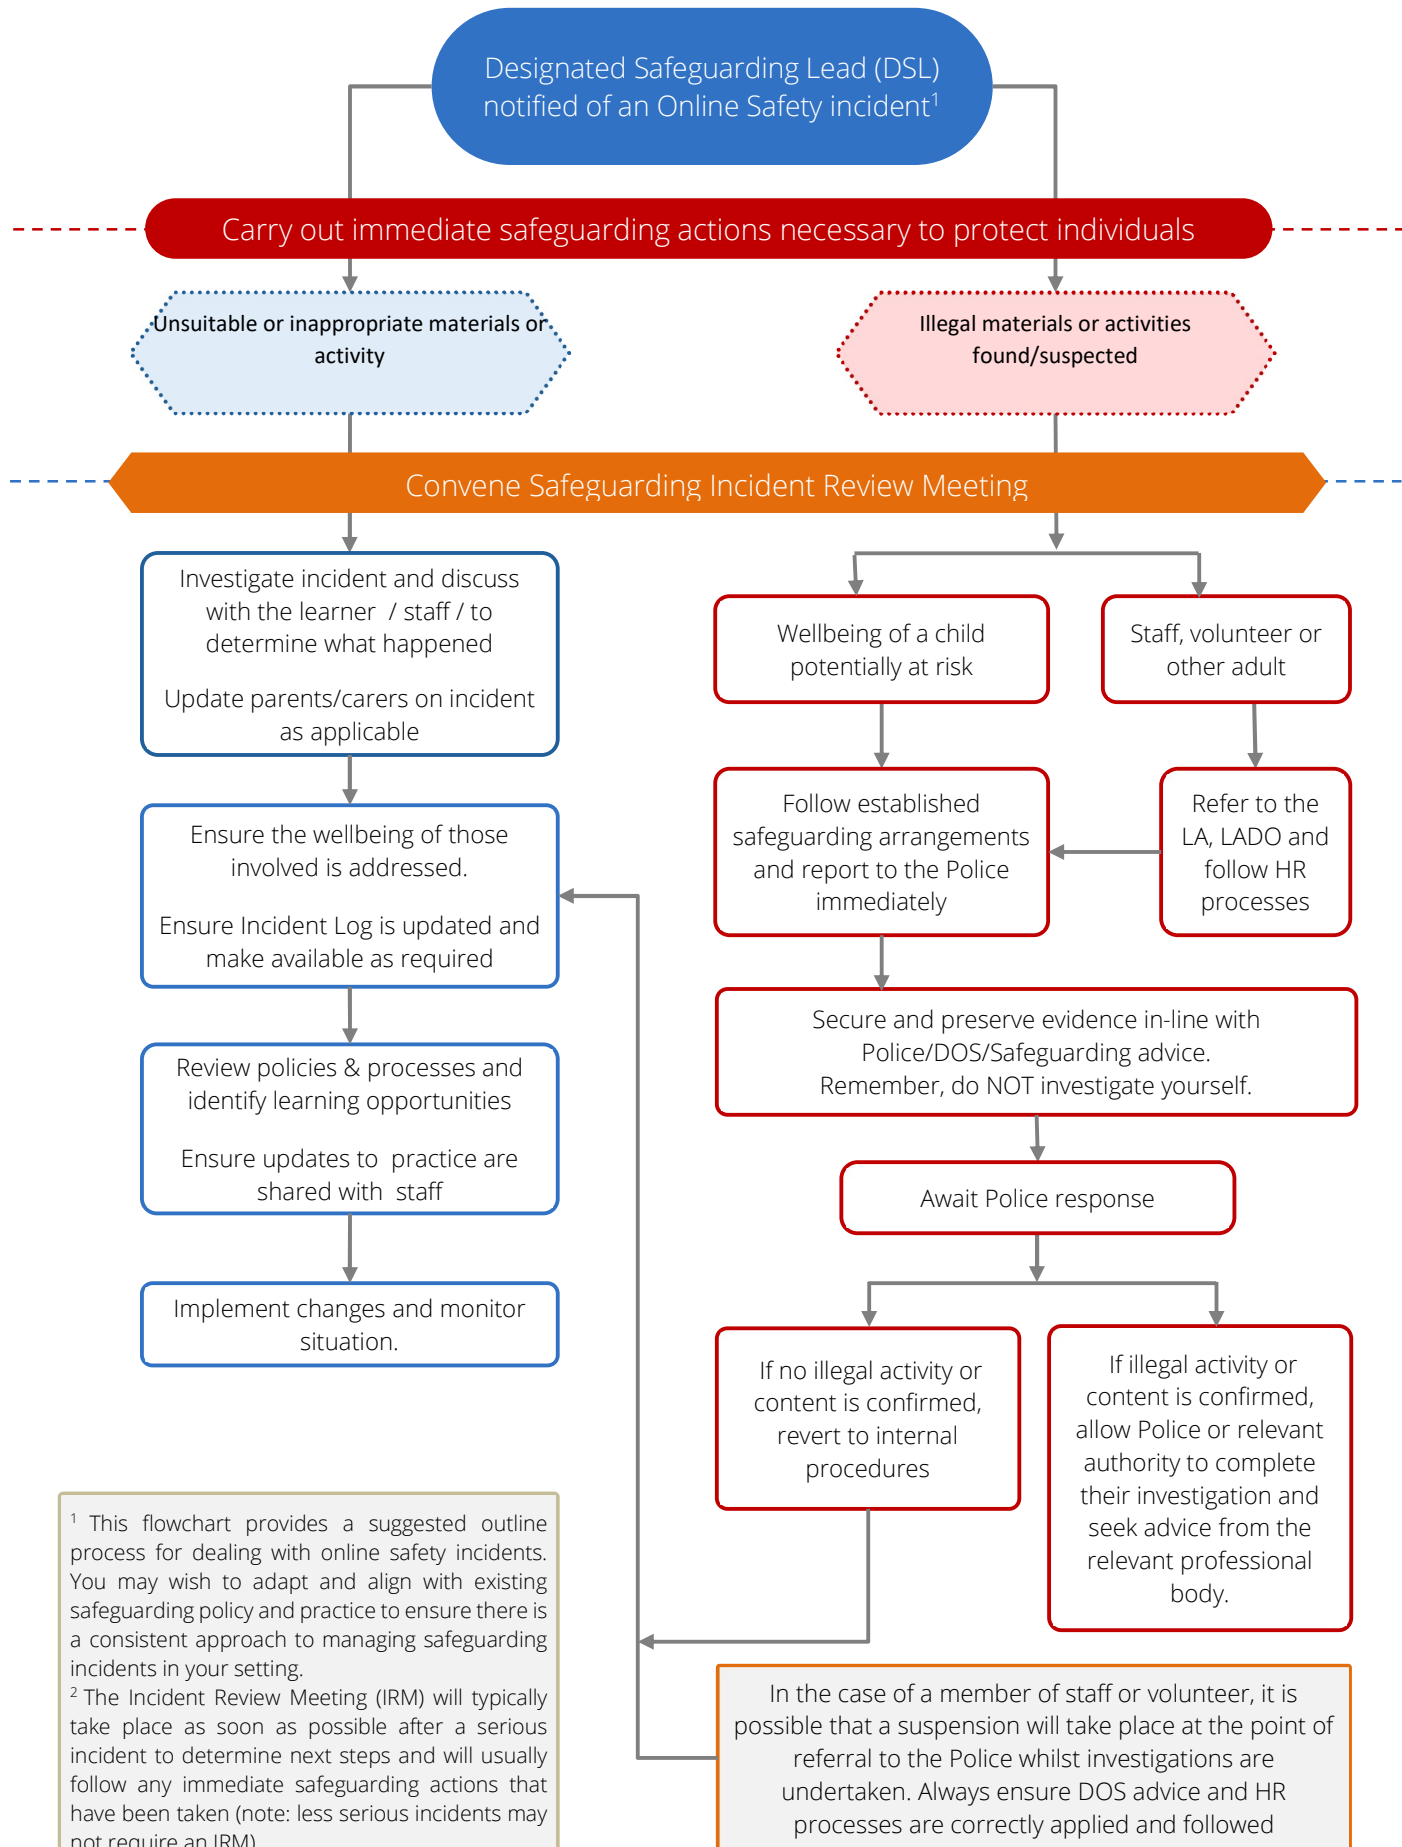 Designated Safeguarding Lead (DSL)
notified of an Online Safety incident1
Carry out immediate safeguarding actions necessary to protect individuals
Unsuitable or inappropriate materials or
activity
Illegal materials or activities
found/suspected
Convene Safeguarding Incident Review Meeting
Investigate incident and discuss
with the learner / staff / to
determine what happened
Update parents/carers on incident
as applicable
Ensure the wellbeing of those
involved is addressed.
Ensure Incident Log is updated and
make available as required
Review policies & processes and
identify learning opportunities
Ensure updates to practice are
shared with staff
Implement changes and monitor
situation.
Wellbeing of a child
potentially at risk
Staff, volunteer or
other adult
Follow established
safeguarding arrangements
and report to the Police
immediately
Refer to the
LA, LADO and
follow HR
processes
Secure and preserve evidence in-line with
Police/DOS/Safeguarding advice.
Remember, do NOT investigate yourself.
Await Police response
If no illegal activity or
content is confirmed,
revert to internal
procedures
If illegal activity or
content is confirmed,
allow Police or relevant
authority to complete
their investigation and
seek advice from the
relevant professional
body.
1 This flowchart provides a suggested outline
process for dealing with online safety incidents.
You may wish to adapt and align with existing
safeguarding policy and practice to ensure there is
a consistent approach to managing safeguarding
incidents in your setting.
2 The Incident Review Meeting (IRM) will typically
take place as soon as possible after a serious
incident to determine next steps and will usually
follow any immediate safeguarding actions that
have been taken (note: less serious incidents may
not require an IRM)
In the case of a member of staff or volunteer, it is
possible that a suspension will take place at the point of
referral to the Police whilst investigations are
undertaken. Always ensure DOS advice and HR
processes are correctly applied and followed